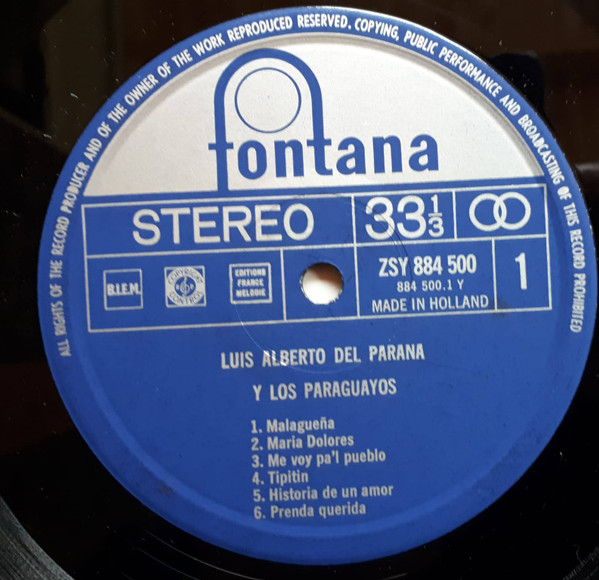 ALL RIGHTS OF THE RECORD PRODUCER AND OF THE OWNER OF THE WORK REPRODUCED RESERVED. COPYING, PUBLIC PERFORMANCE AND BROADCASTING OF THIS RECORD PROHIBITED
fontana
STEREO
33 1/3
B.I.E.M.
EDITIONS
FRANCE
MELODIE
ZSY 884 500
884 500.1 Y
MADE IN HOLLAND
1
LUIS ALBERTO DEL PARANA
Y LOS PARAGUAYOS
1. Malagueña
2. Maria Dolores
3. Me voy pa'l pueblo
4. Tipitin
5. Historia de un amor
6. Prenda querida